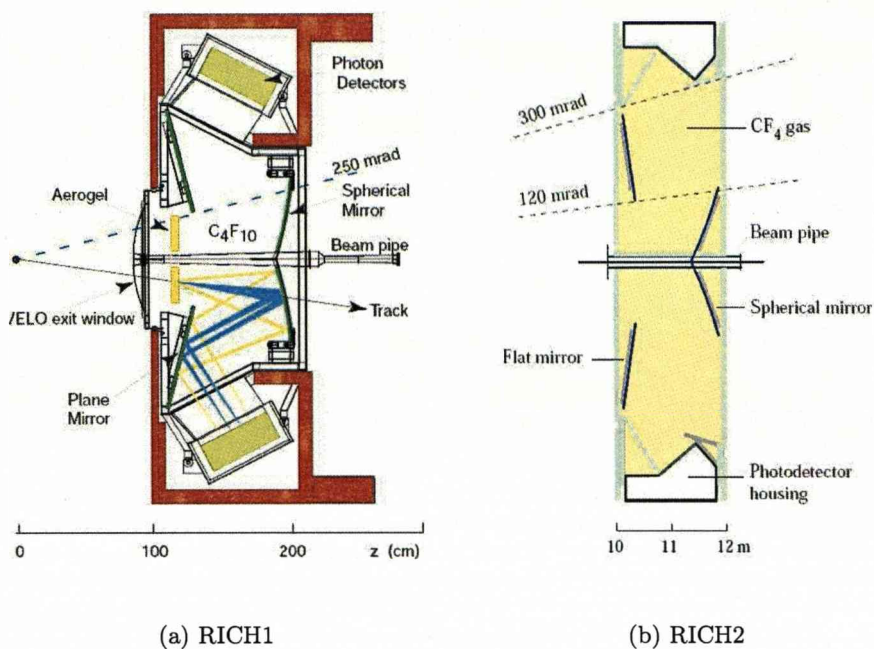 Photon
Detectors
250 mrad
Aerogel
Spherical
Mirror
C4F10
Beam pipe
Track
VELO exit window
Plane
Mirror
0
100
200
z (cm)
(a) RICH1
300 mrad
CF4 gas
120 mrad
Beam pipe
Spherical mirror
Flat mirror
Photodetector
housing
10
11
12 m
(b) RICH2